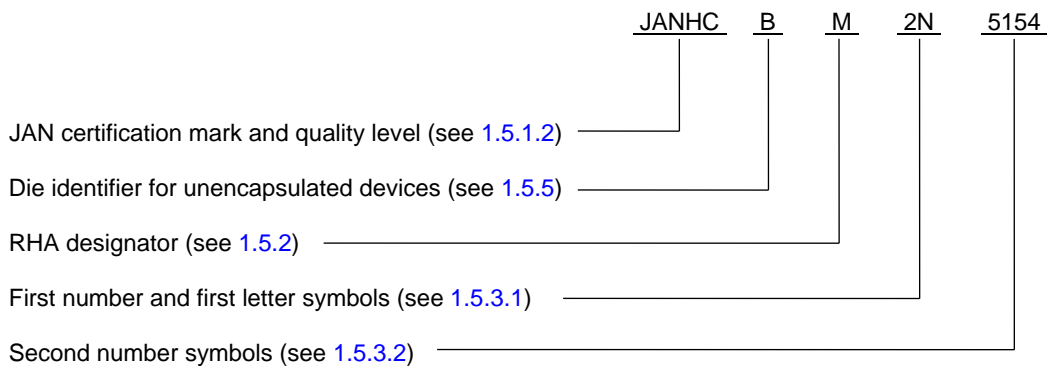 JANHC B M 2N 5154
JAN certification mark and quality level (see 1.5.1.2)
Die identifier for unencapsulated devices (see 1.5.5)
RHA designator (see 1.5.2)
First number and first letter symbols (see 1.5.3.1)
Second number symbols (see 1.5.3.2)